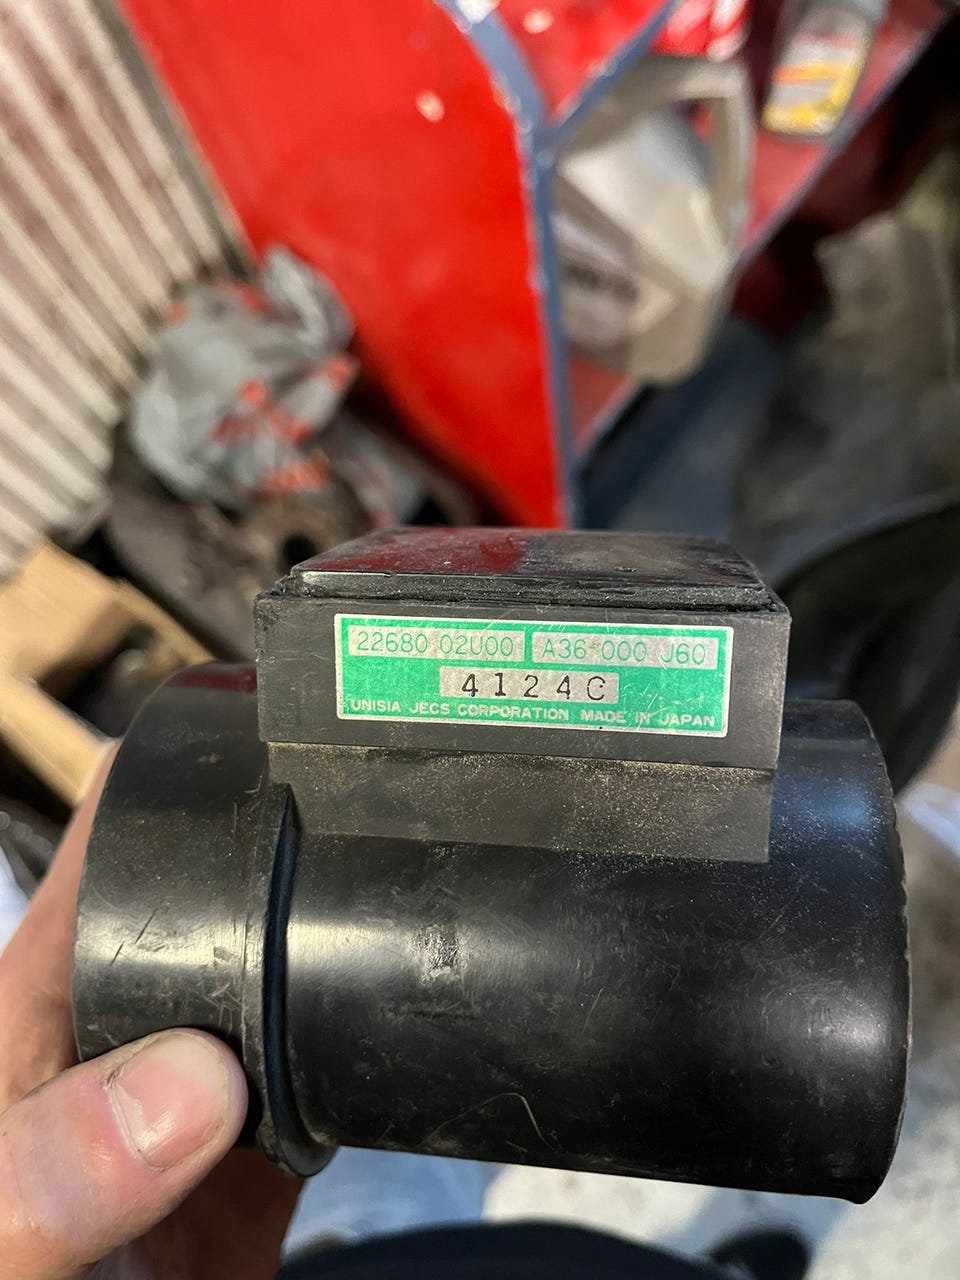 22680 02U00 A36-000 J60
4124C
UNISIA JECS CORPORATION MADE IN JAPAN